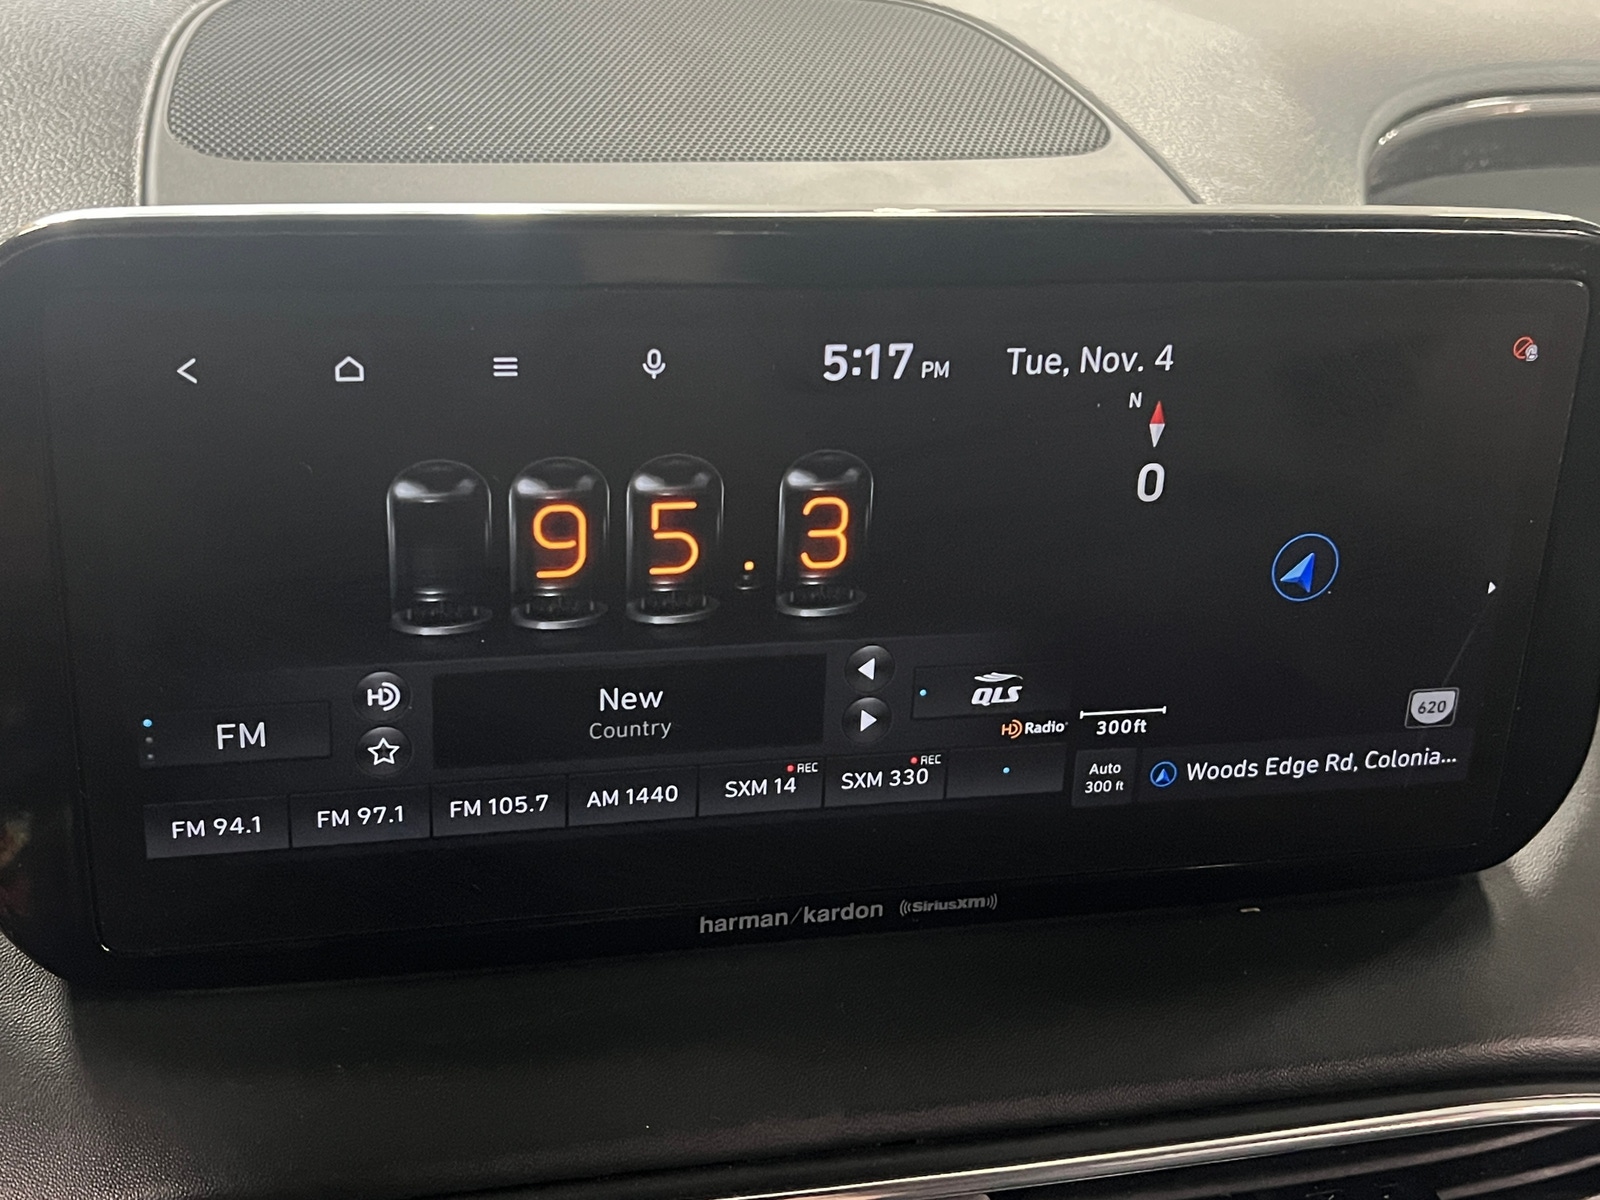 5:17 PM Tue, Nov. 4
N
0
95.3
HD
New
Country
FM
QLS
HD Radio
300ft
620
Auto
300 ft
Woods Edge Rd, Colonia...
FM 94.1
FM 97.1
FM 105.7
AM 1440
SXM 14 REC
SXM 330 REC
harman/kardon ((SiriusXM))